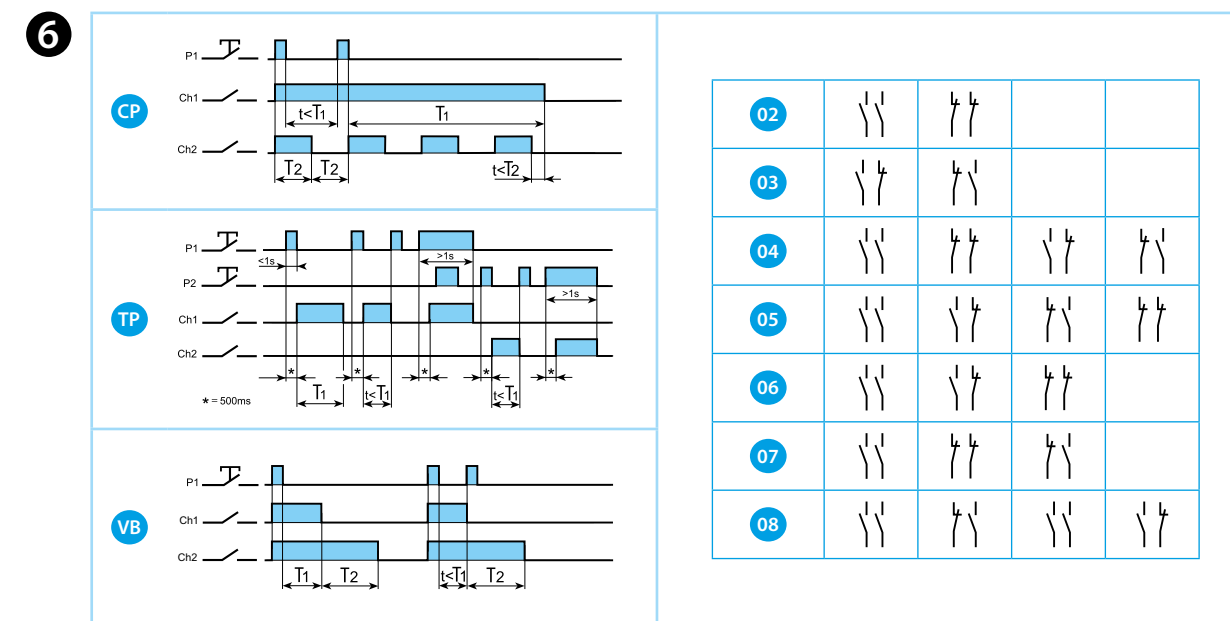 6
CP
P1
Ch1
t<T1 T1
Ch2
T2 T2 t<T2
TP
P1
<1s >1s
P2
>1s
Ch1
Ch2
* * * * *
T1 t<T1 t<T1
* = 500ms
VB
P1
Ch1
Ch2
T1 T2 t<T1 T2
02
03
04
05
06
07
08